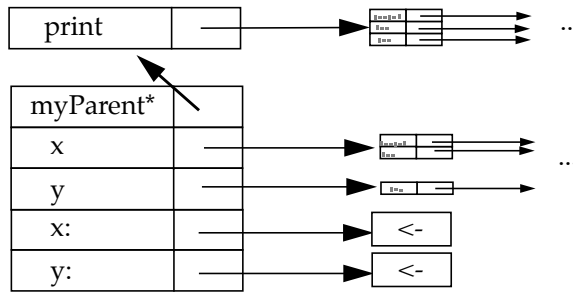 print
..
myParent*
x
..
y
x:
<-
y:
<-